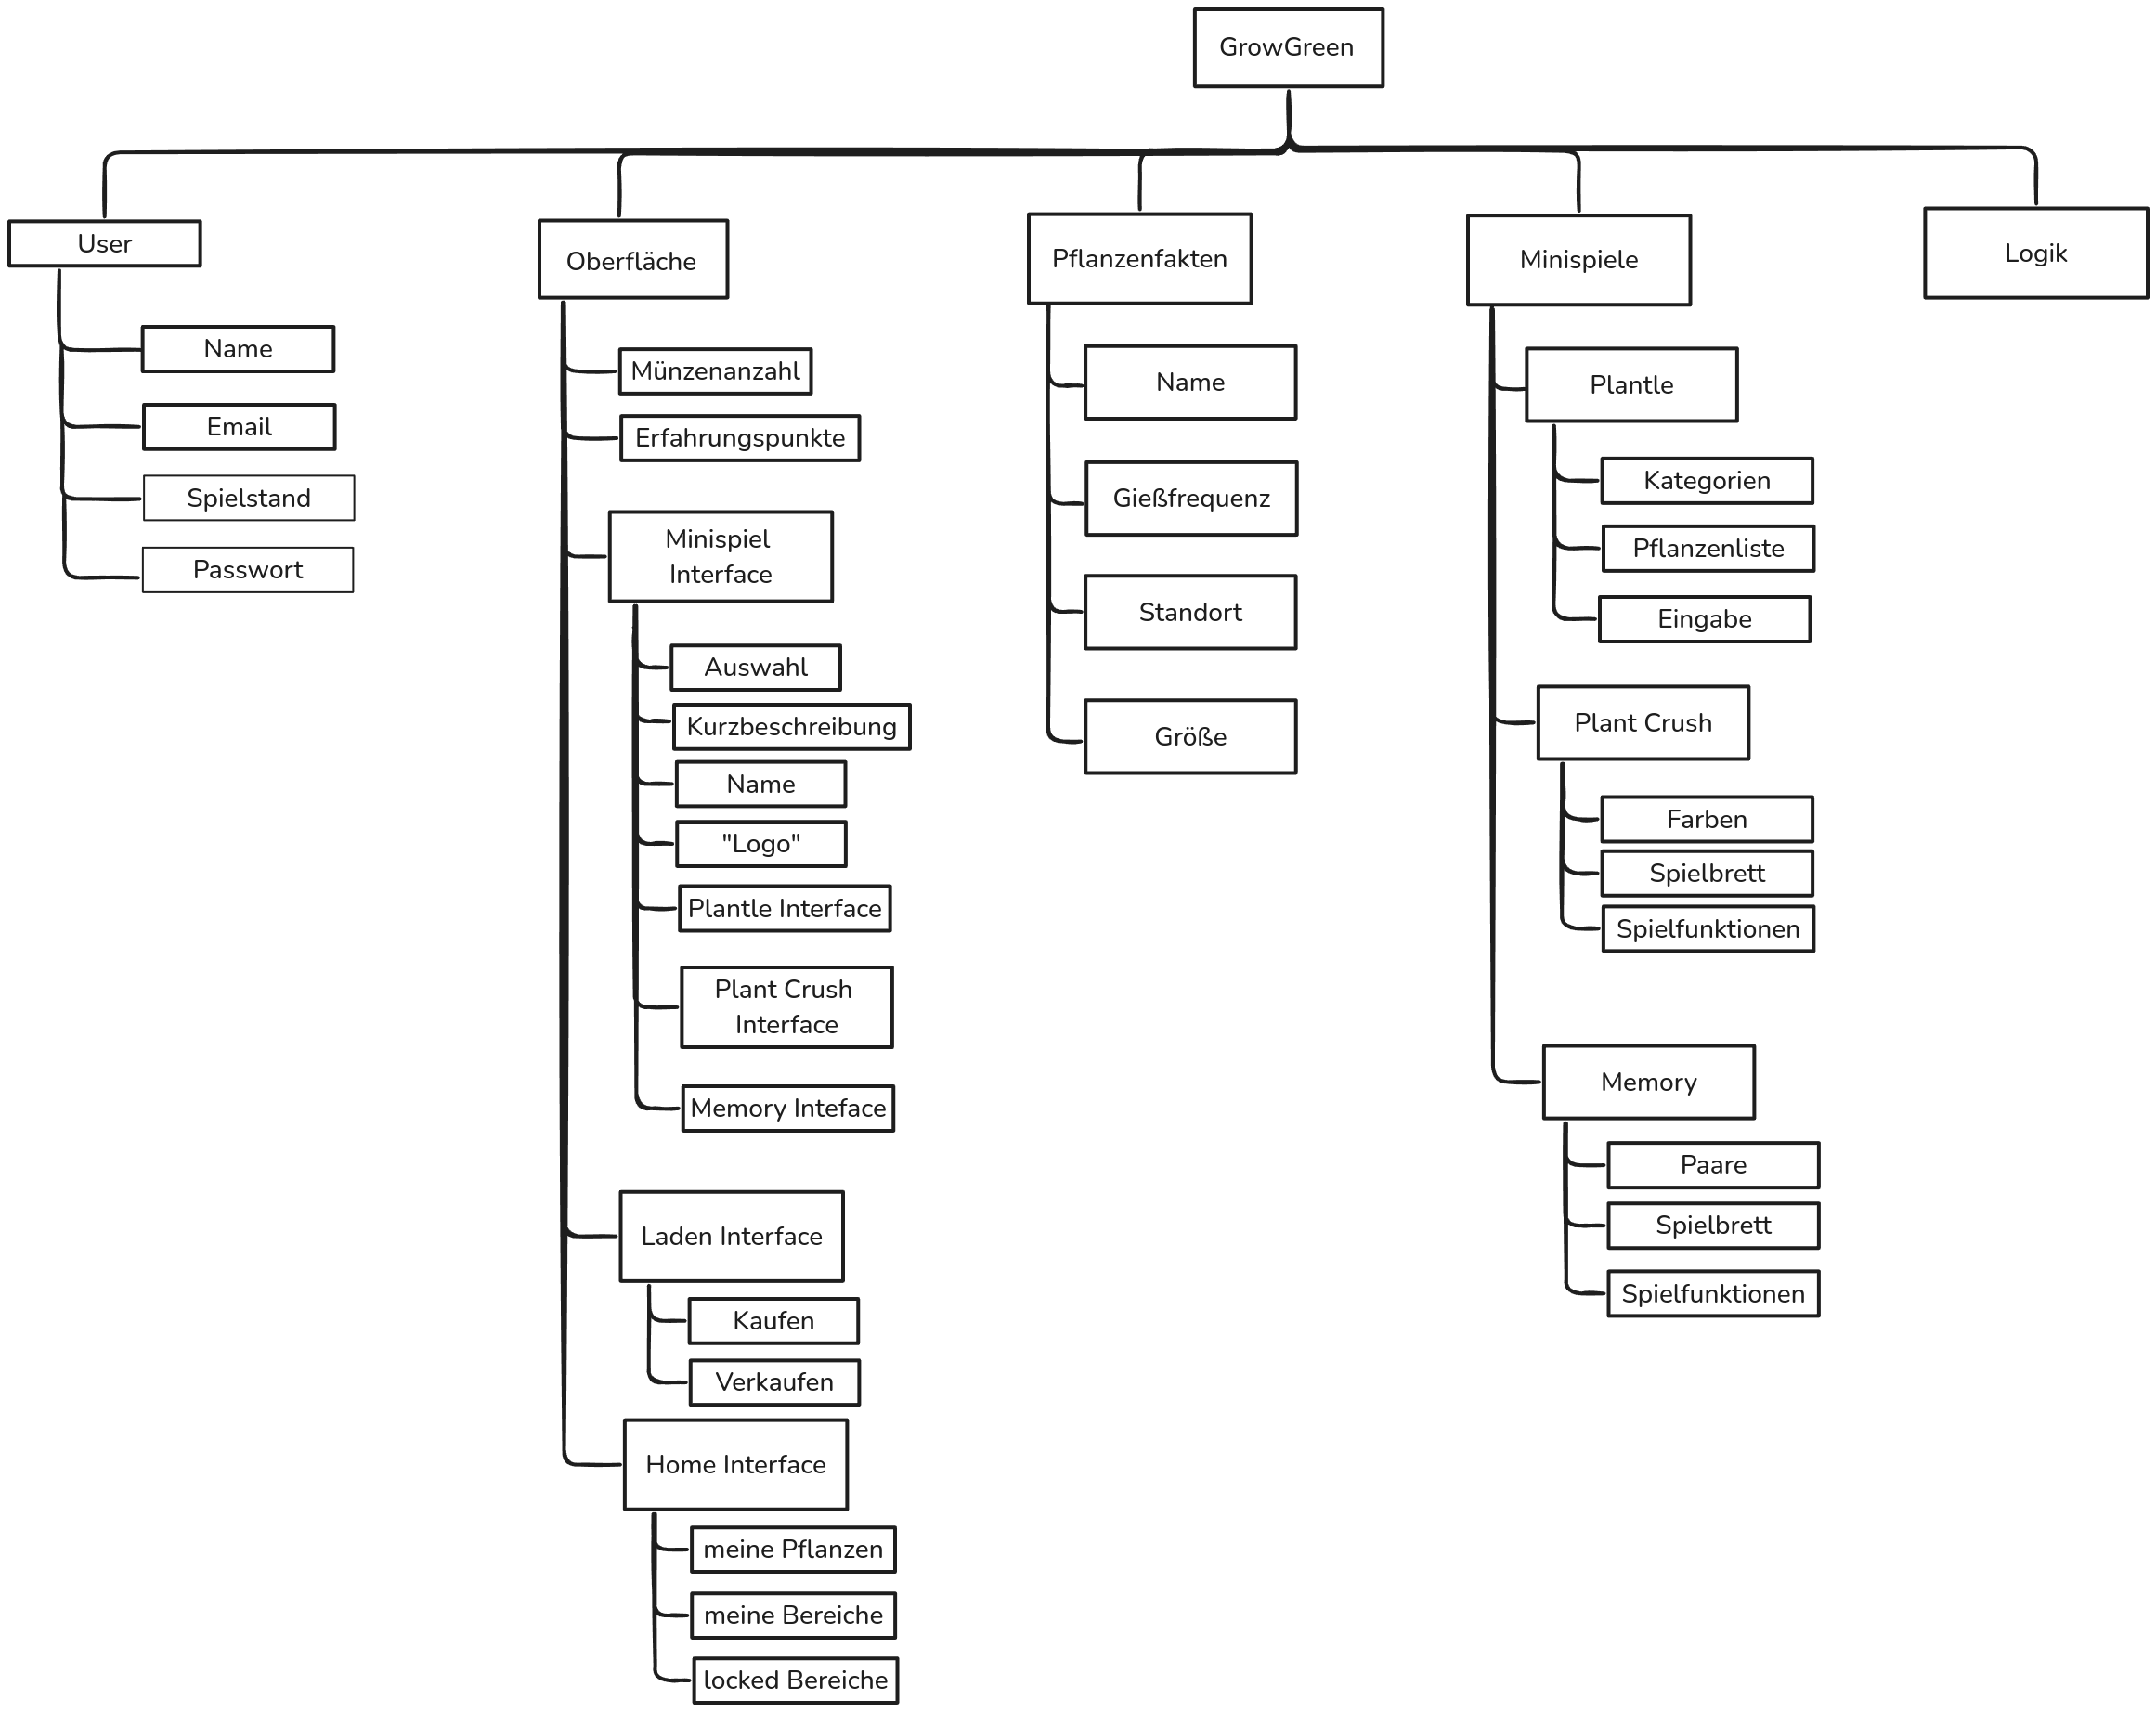 GrowGreen
User
Name
Email
Spielstand
Passwort
Oberfläche
Münzenanzahl
Erfahrungspunkte
Minispiel
Interface
Auswahl
Kurzbeschreibung
Name
"Logo"
Plantle Interface
Plant Crush
Interface
Memory Inteface
Laden Interface
Kaufen
Verkaufen
Home Interface
meine Pflanzen
meine Bereiche
locked Bereiche
Pflanzenfakten
Name
Gießfrequenz
Standort
Größe
Minispiele
Plantle
Kategorien
Pflanzenliste
Eingabe
Plant Crush
Farben
Spielbrett
Spielfunktionen
Memory
Paare
Spielbrett
Spielfunktionen
Logik